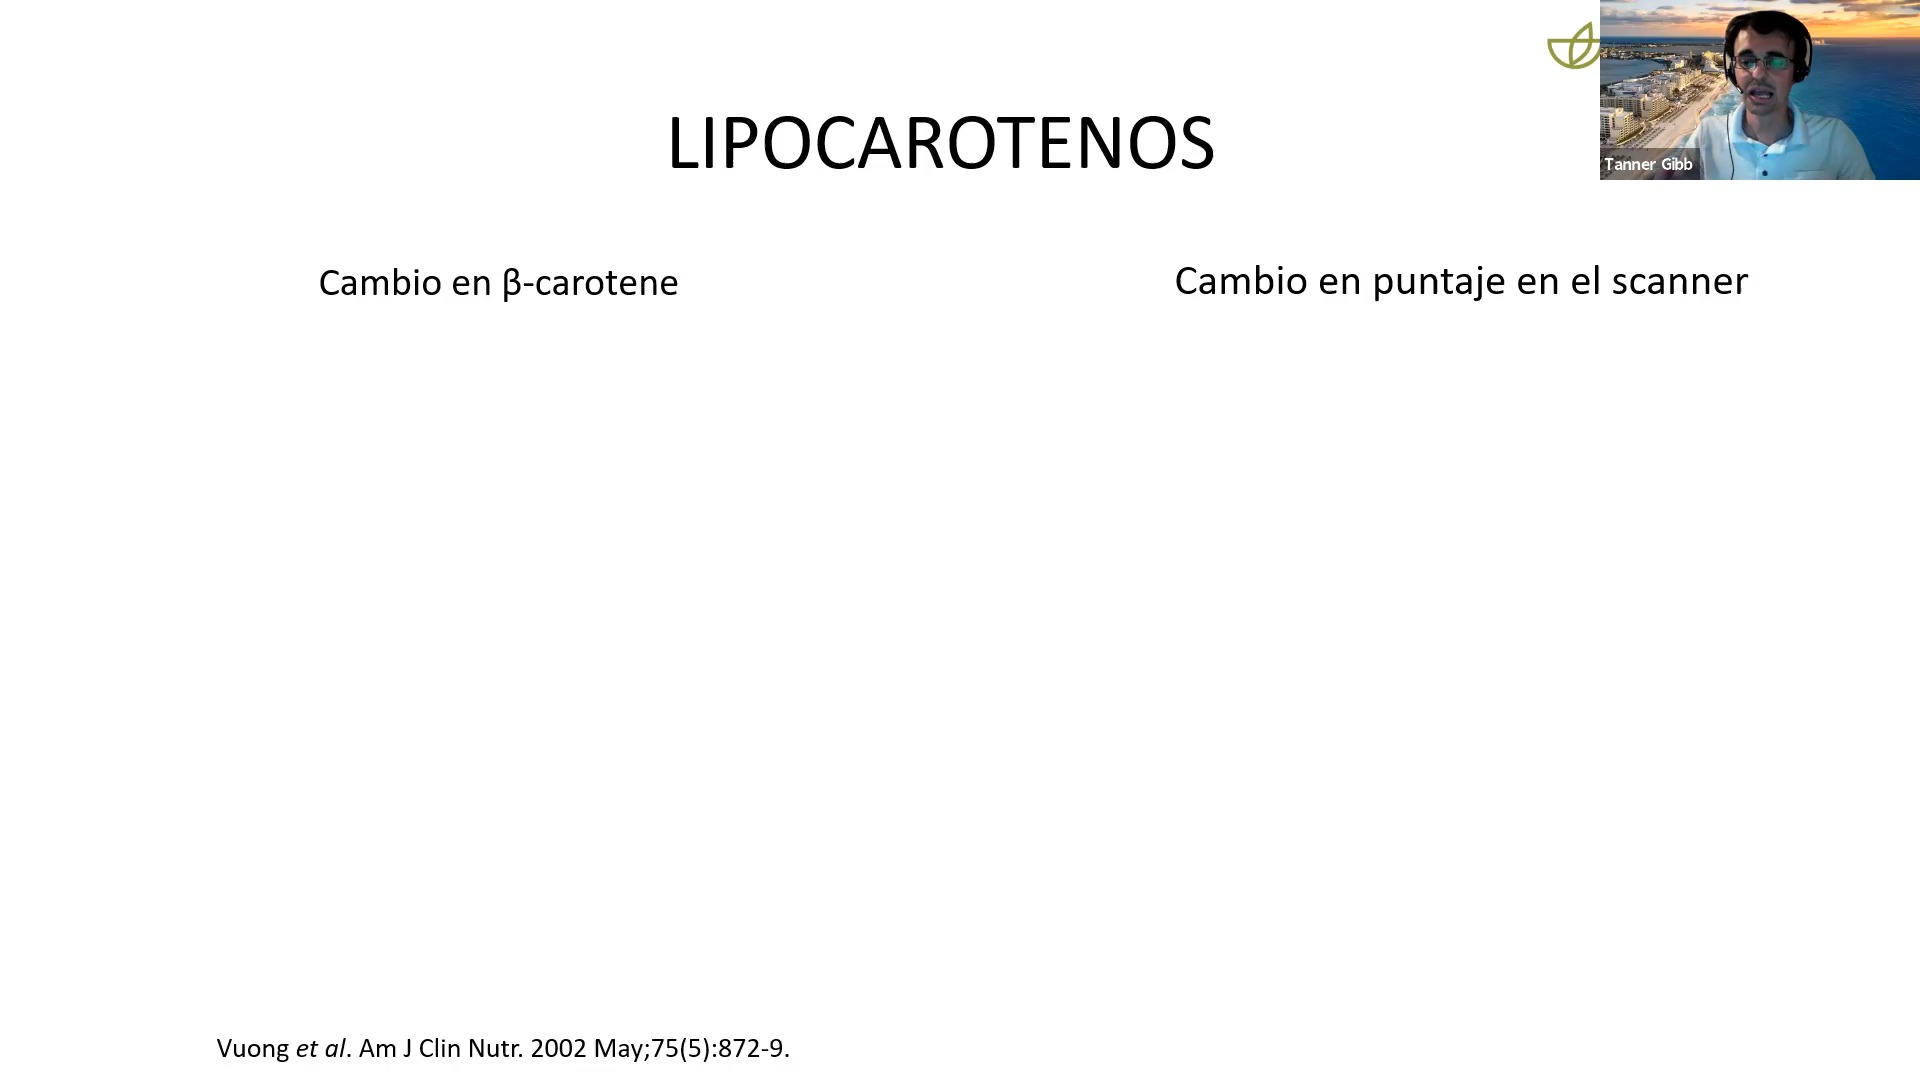 LIPOCAROTENOS
Tanner Gibb
Cambio en β-carotene
Cambio en puntaje en el scanner
Vuong et al. Am J Clin Nutr. 2002 May;75(5):872-9.